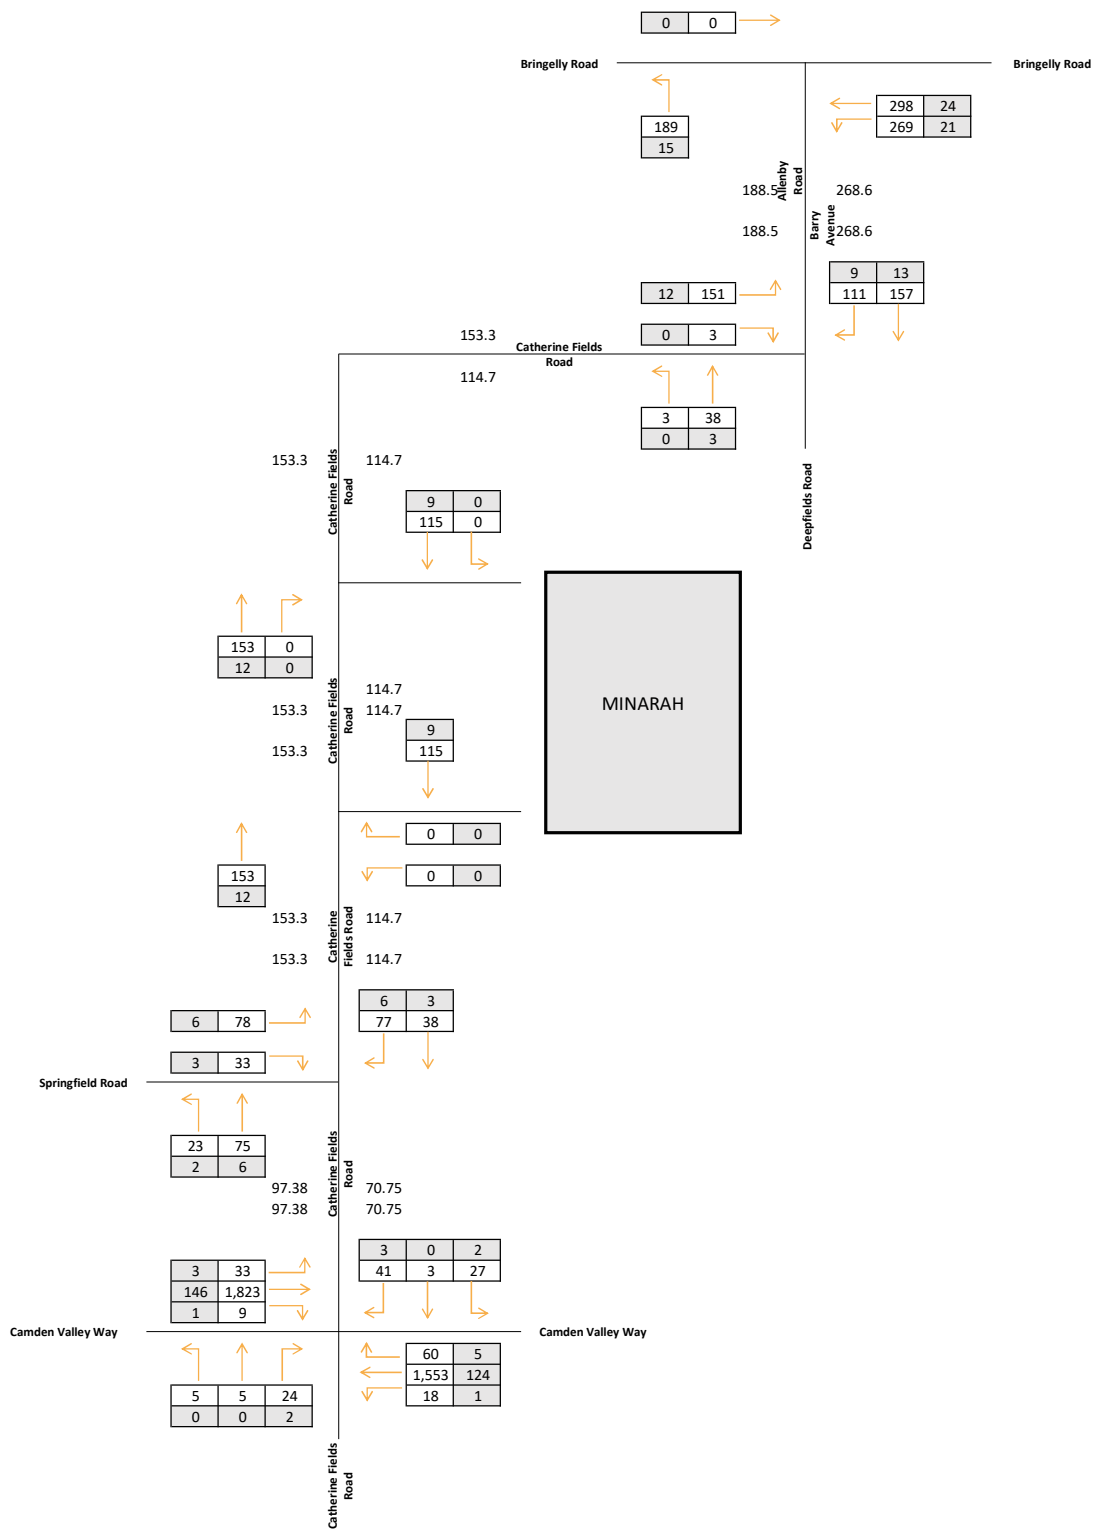 0 0
Bringelly Road
Bringelly Road
298 24
269 21
189
15
Allenby
Road
188.5 268.6
Barry
Avenue
188.5 268.6
9 13
111 157
12 151
0 3
153.3
Catherine Fields
Road
114.7
3 38
0 3
Deepfields Road
153.3
Catherine Fields
Road
114.7
9 0
115 0
153 0
12 0
MINARAH
114.7
153.3 114.7
Catherine Fields
Road
153.3
9
115
0 0
0 0
153
12
153.3 114.7
Catherine
Fields Road
153.3 114.7
6 3
77 38
6 78
3 33
Springfield Road
23 75
2 6
Catherine Fields
Road
97.38 70.75
97.38 70.75
3 0 2
41 3 27
3 33
146 1,823
1 9
Camden Valley Way
Camden Valley Way
60 5
1,553 124
18 1
5 5 24
0 0 2
Catherine Fields
Road